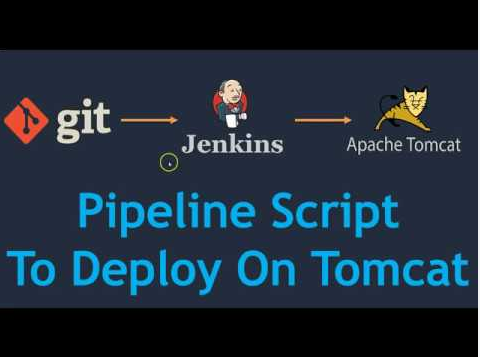 git
Jenkins
Apache Tomcat
Pipeline Script
To Deploy On Tomcat